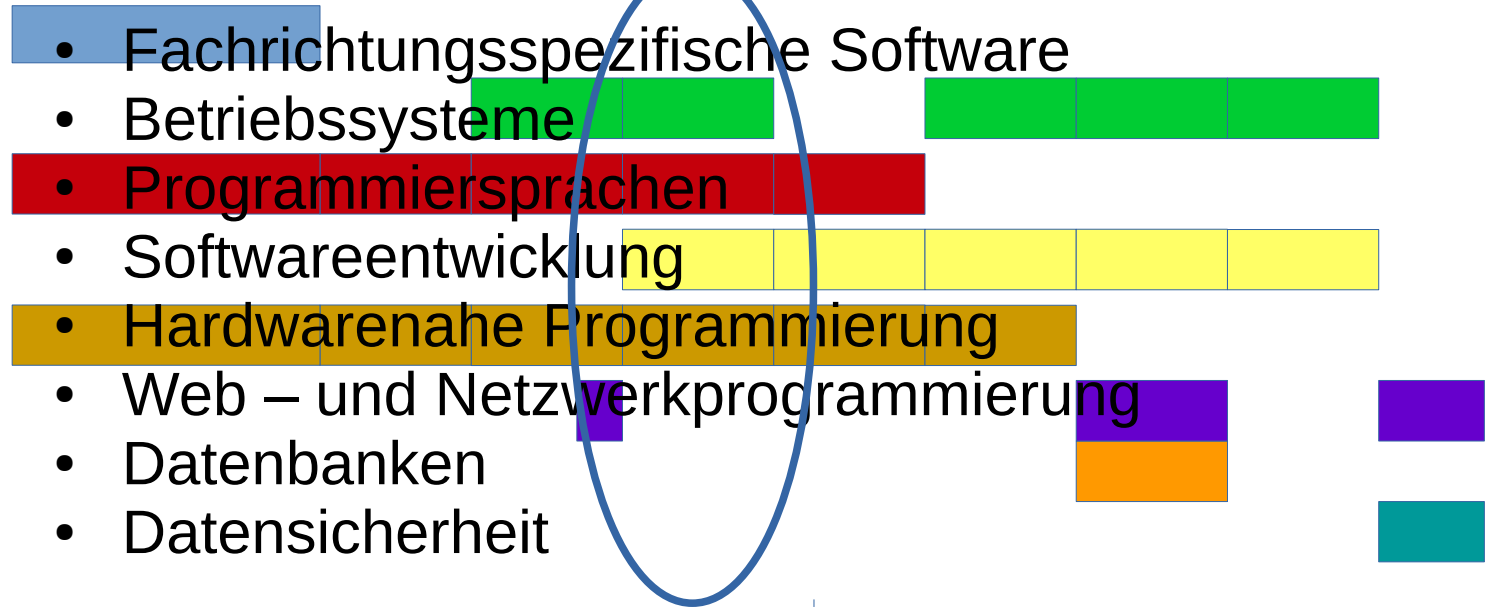 • Fachrichtungsspezifische Software
• Betriebssysteme
• Programmiersprachen
• Softwareentwicklung
• Hardwarenahe Programmierung
• Web – und Netzwerkprogrammierung
• Datenbanken
• Datensicherheit